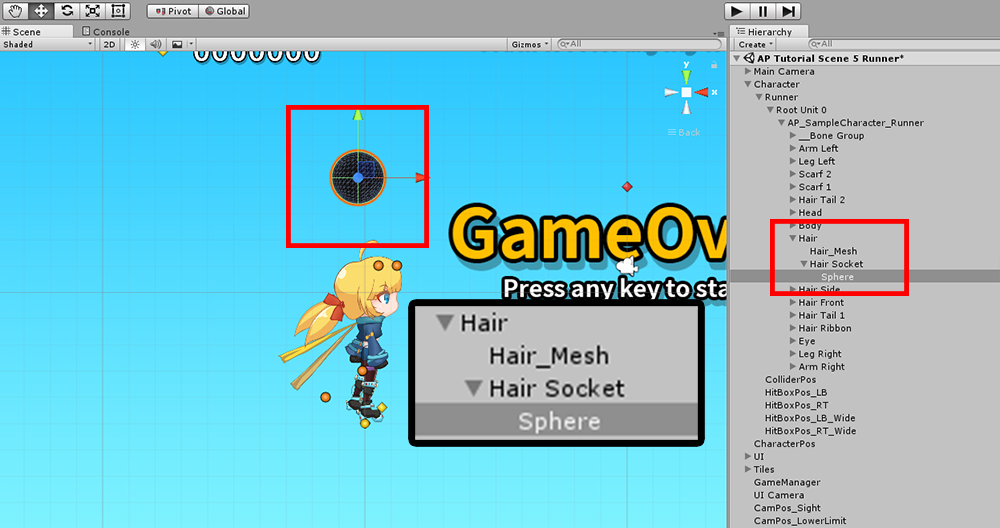 Pivot Global
Scene Console
Shaded 2D Gizmos All
0000000
y
x
Back
GameOv
Press any key to sta
Hair
Hair_Mesh
Hair Socket
Sphere
Hierarchy
Create All
AP Tutorial Scene 5 Runner*
Main Camera
Character
Runner
Root Unit 0
AP_SampleCharacter_Runner
__Bone Group
Arm Left
Leg Left
Scarf 2
Scarf 1
Hair Tail 2
Head
Body
Hair
Hair_Mesh
Hair Socket
Sphere
Hair Side
Hair Front
Hair Tail 1
Hair Ribbon
Eye
Leg Right
Arm Right
ColliderPos
HitBoxPos_LB
HitBoxPos_RT
HitBoxPos_LB_Wide
HitBoxPos_RT_Wide
CharacterPos
UI
Tiles
GameManager
UI Camera
CamPos_Sight
CamPos_LowerLimit